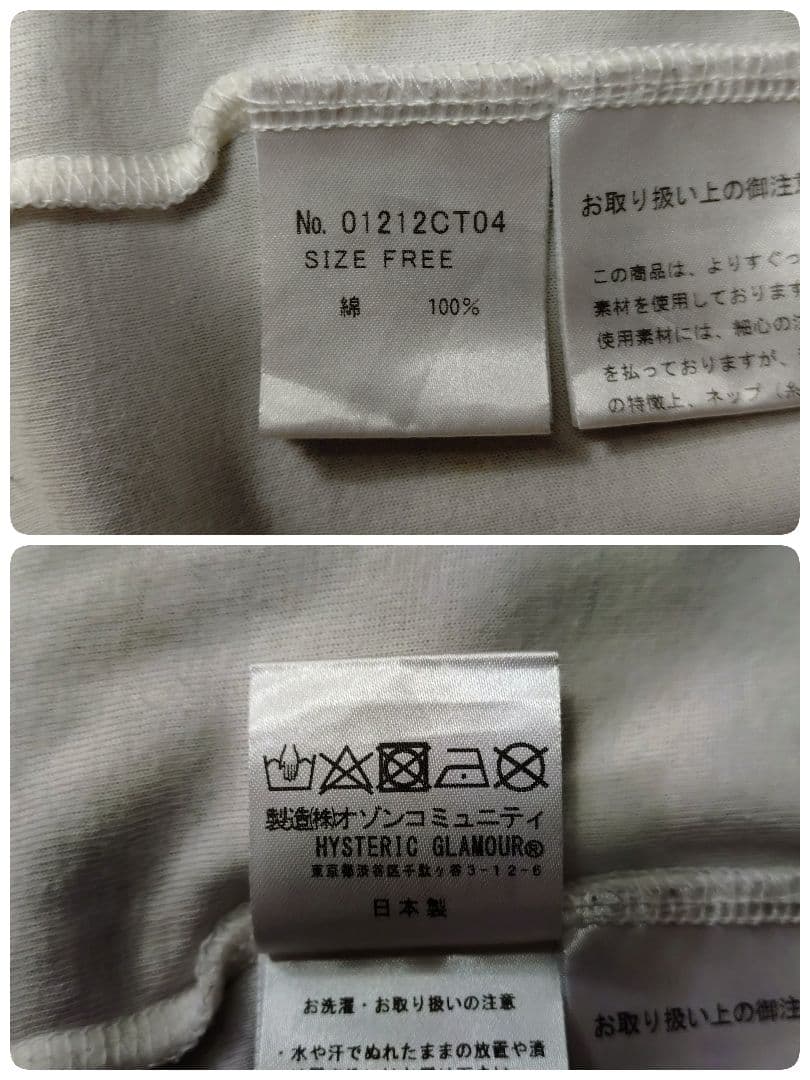 No. 01212CT04
SIZE FREE
綿 100%
お取り扱い上の御注意
この商品は、よりすぐっ
素材を使用しております
使用素材には、細心の注
を払っておりますが、
の特徴上、ネップ（糸
製造㈱オゾンコミュニティ
HYSTERIC GLAMOUR®
東京都渋谷区千駄ヶ谷3-12-6
日本製
お洗濯・お取り扱いの注意
・水や汗でぬれたままの放置や漬
お取り扱い上の御注